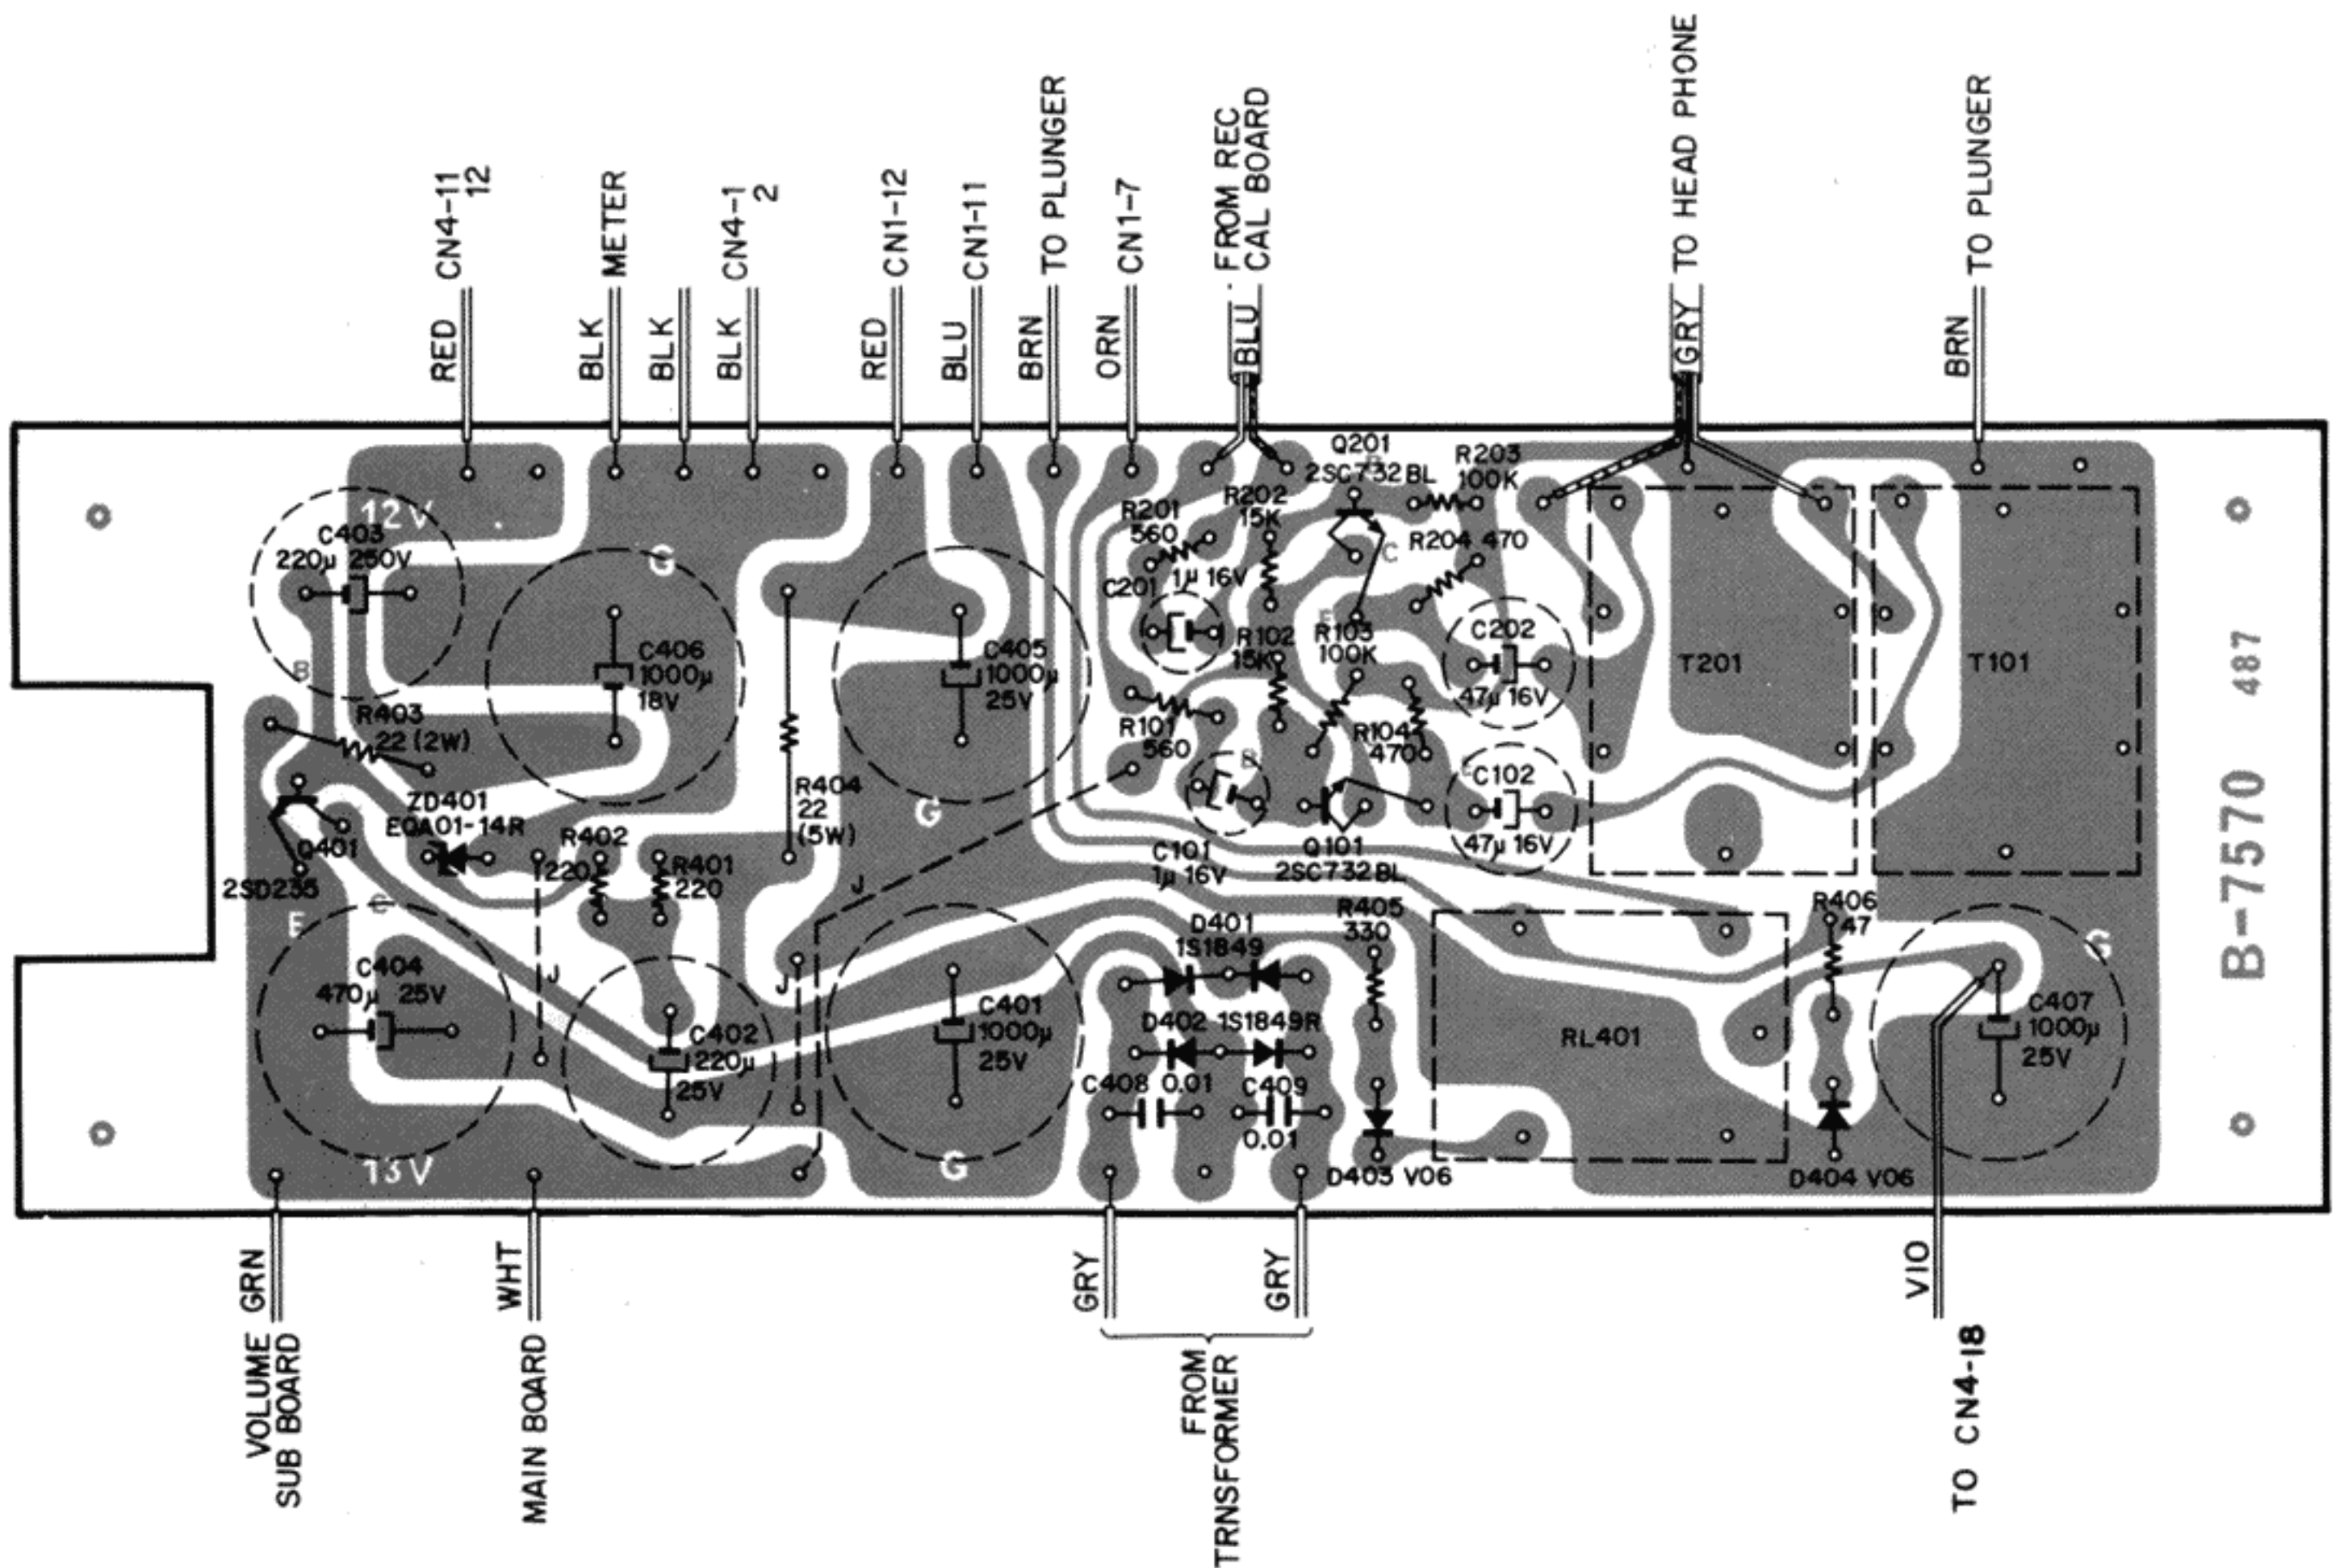 RED CN4-11
12
BLK METER
BLK
BLK CN4-1
2
RED CN1-12
BLU CN1-11
BRN TO PLUNGER
ORN CN1-7
BLU FROM REC
CAL BOARD
GRY TO HEAD PHONE
BRN TO PLUNGER
12V
C403
220μ 250V
B
G
C406
1000μ
18V
C405
1000μ
25V
G
R403
22 (2W)
ZD401
EQA01-14R
Q401
2SD235
E
C
R402
220
R401
220
R404
22
(5W)
J
J
J
C404
470μ 25V
13V
C402
220μ
25V
C401
1000μ
25V
G
Q201
2SC732BL
B
C
E
R203
100K
R201
560
R202
15K
R204 470
C201 1μ 16V
R102
15K
R103
100K
C202
47μ 16V
R101
560
R104
470
B
E
C102
47μ 16V
C101
1μ 16V
Q101
2SC732BL
T201
T101
D401
1S1849
R405
330
R406
47
D402 1S1849R
C408 0.01
C409
0.01
D403 V06
RL401
D404 V06
C407
1000μ
25V
G
B-7570 487
VOLUME GRN
SUB BOARD
WHT
MAIN BOARD
GRY
GRY
FROM
TRNSFORMER
VIO
TO CN4-18